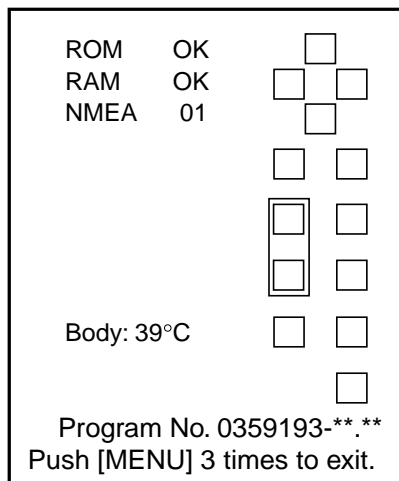 ROM OK
RAM OK
NMEA 01
Body: 39°C
Program No. 0359193-**.**
Push [MENU] 3 times to exit.